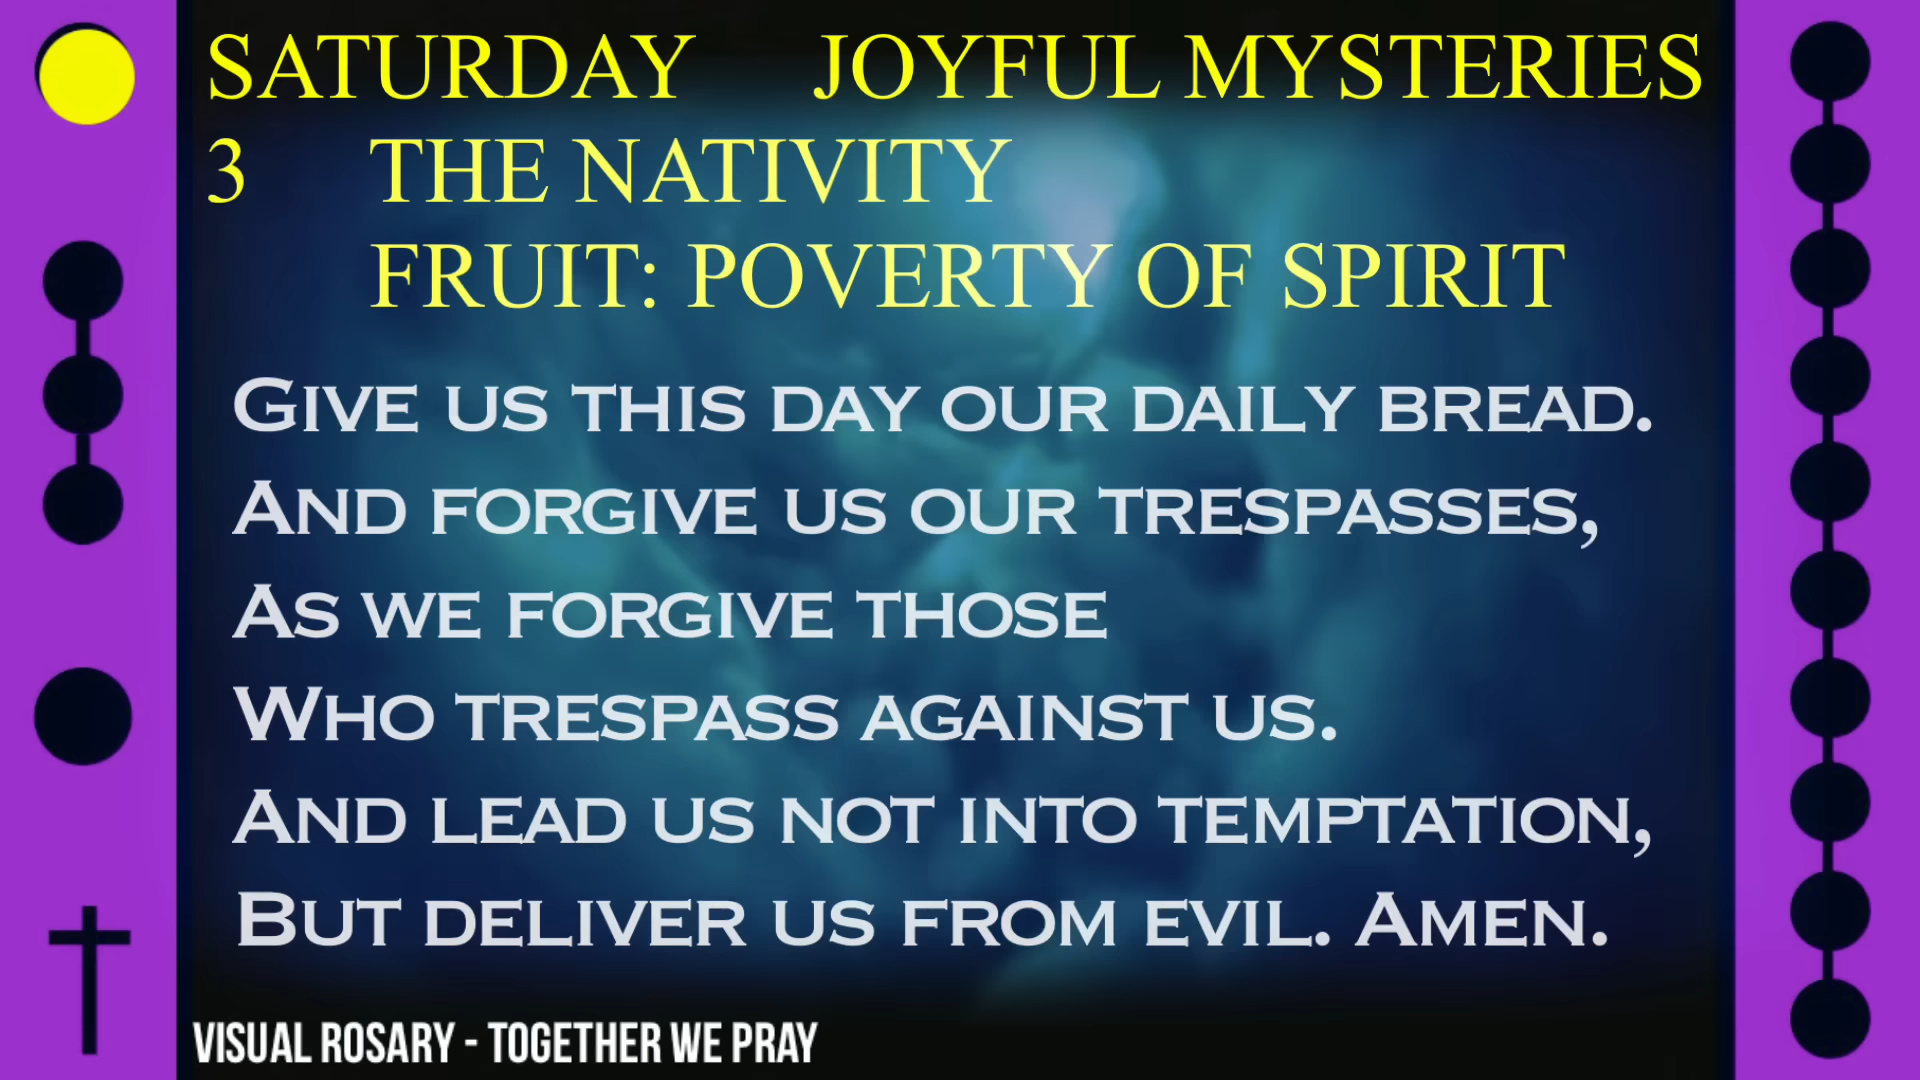 SATURDAY JOYFUL MYSTERIES
3 THE NATIVITY
FRUIT: POVERTY OF SPIRIT
GIVE US THIS DAY OUR DAILY BREAD.
AND FORGIVE US OUR TRESPASSES,
AS WE FORGIVE THOSE
WHO TRESPASS AGAINST US.
AND LEAD US NOT INTO TEMPTATION,
BUT DELIVER US FROM EVIL. AMEN.
VISUAL ROSARY - TOGETHER WE PRAY